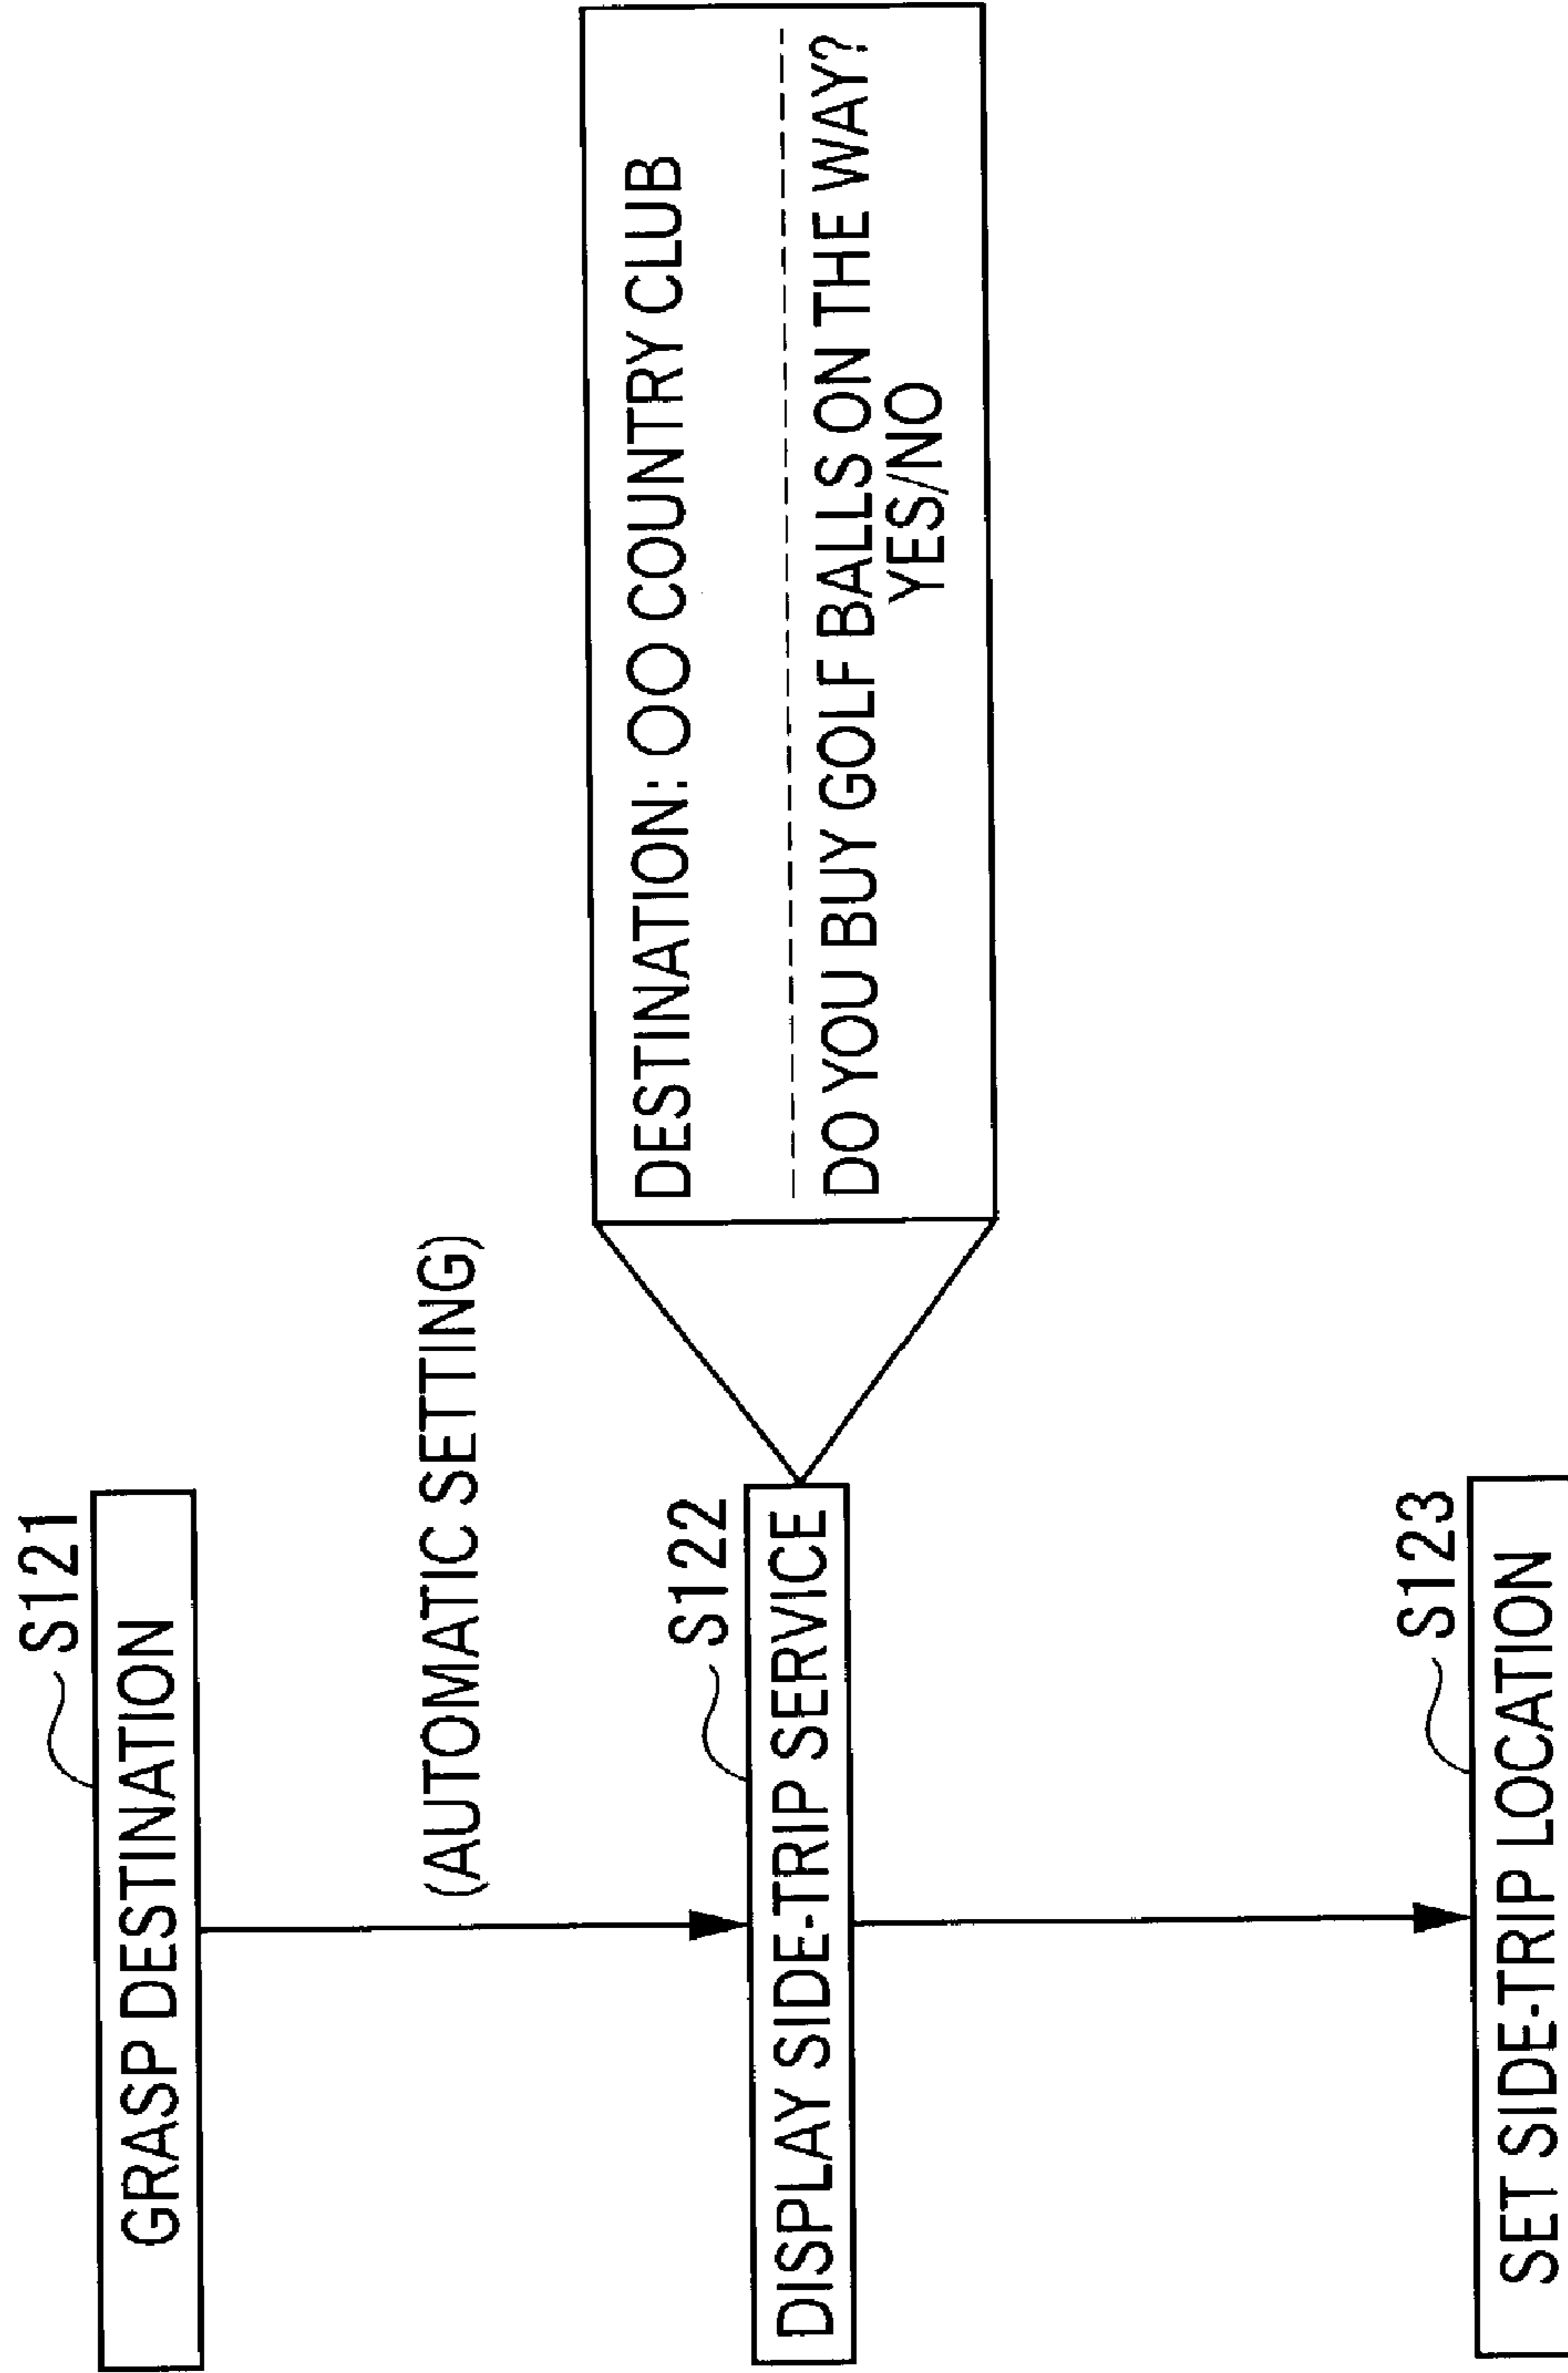 S121
GRASP DESTINATION
(AUTOMATIC SETTING)
S122
DISPLAY SIDE-TRIP SERVICE
DESTINATION: ○○ COUNTRY CLUB
DO YOU BUY GOLF BALLS ON THE WAY?
YES/NO
S123
SET SIDE-TRIP LOCATION